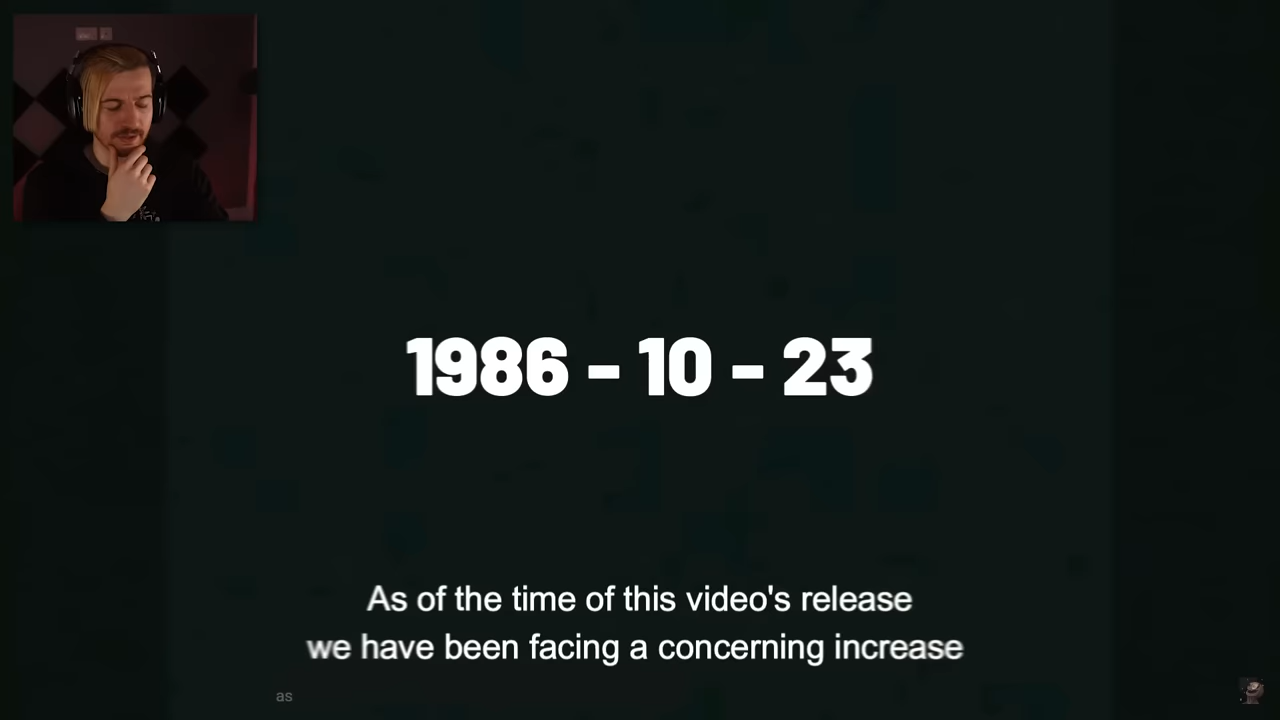 1986 - 10 - 23
As of the time of this video's release
we have been facing a concerning increase
as